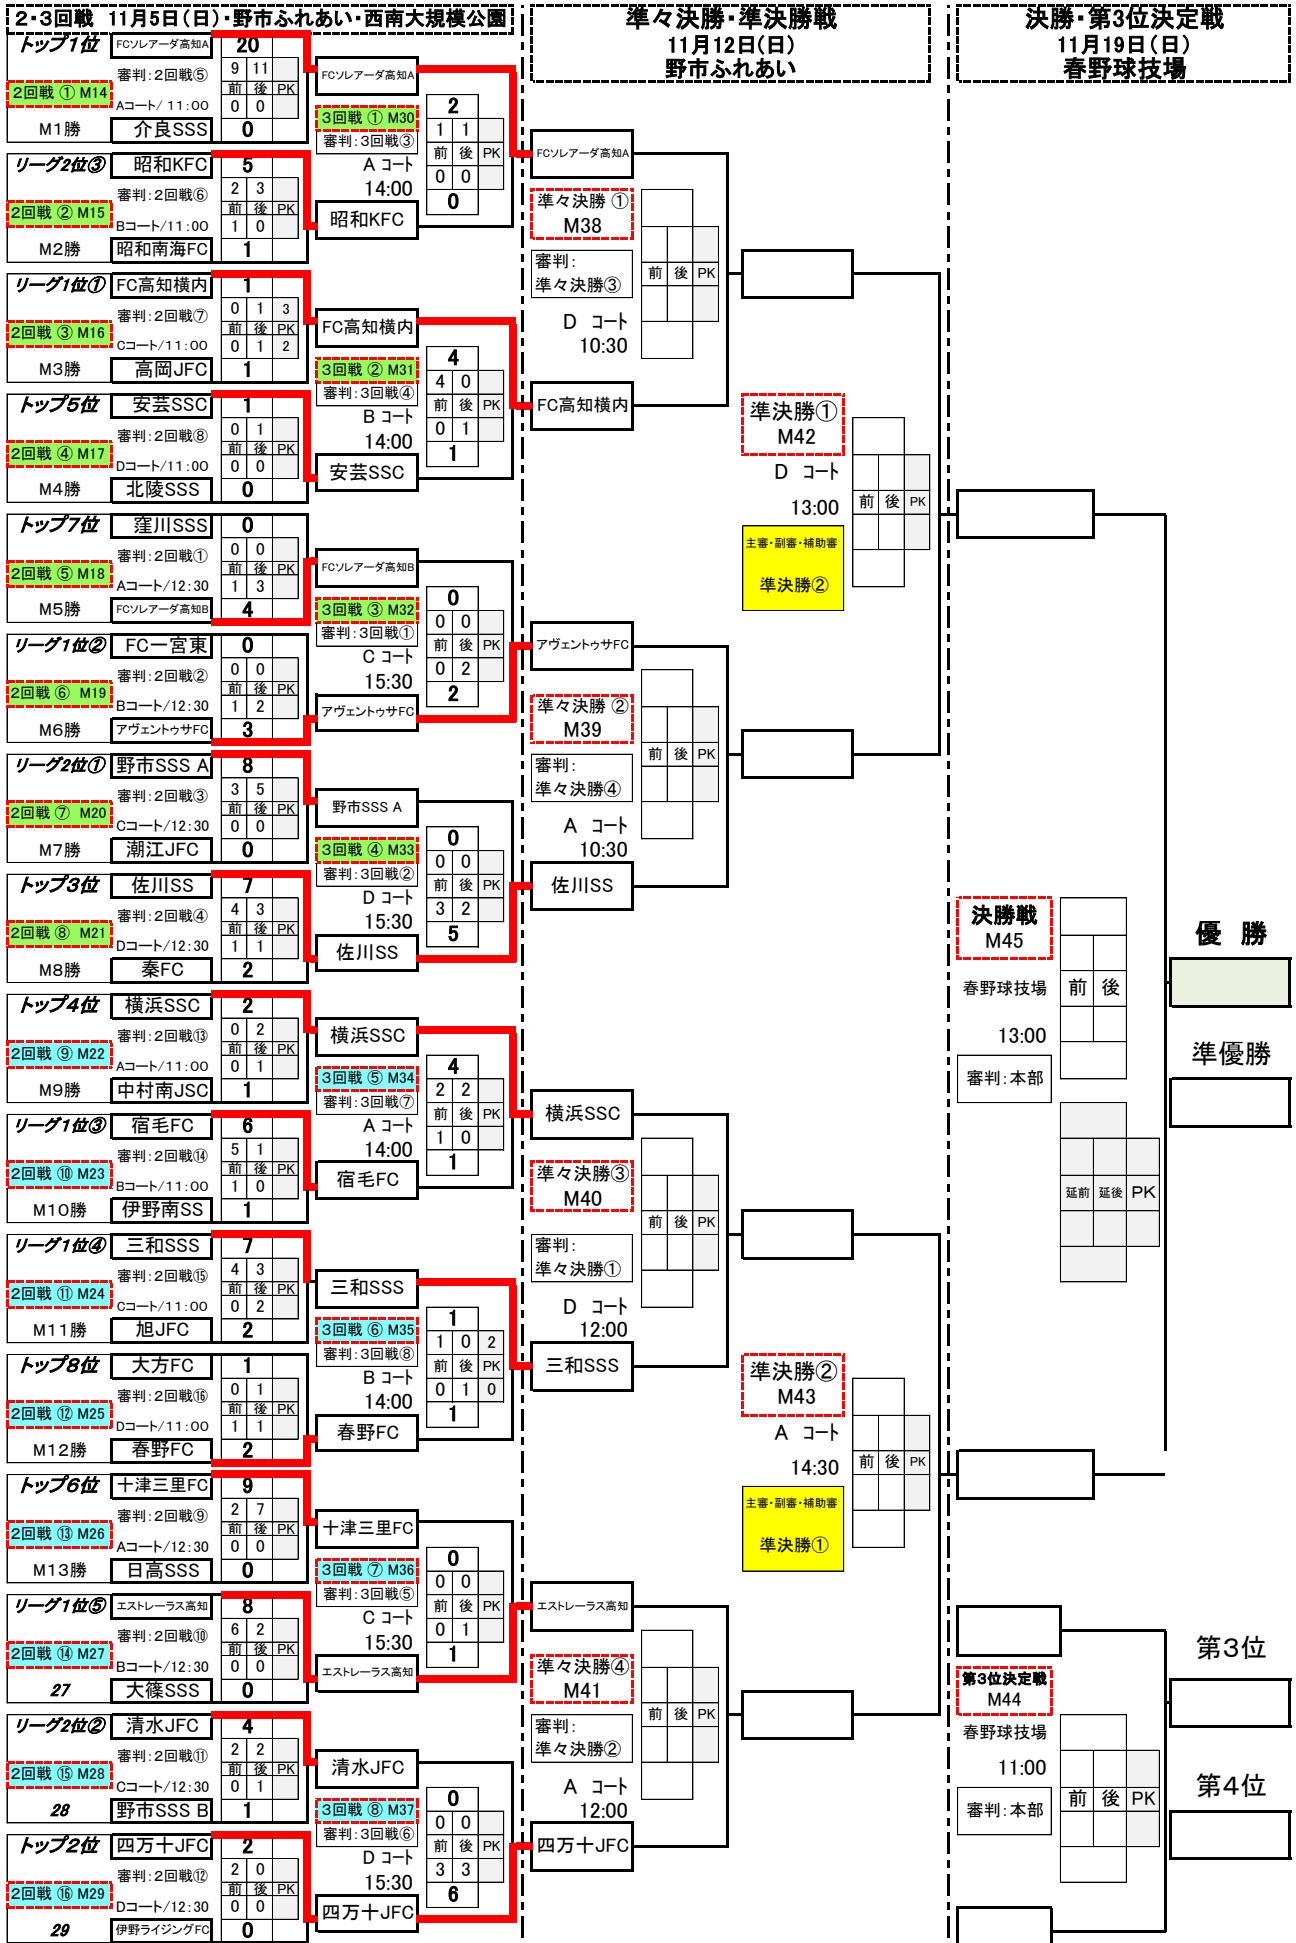 2・3回戦 11月5日(日)・野市ふれあい・西南大規模公園
準々決勝・準決勝戦
11月12日(日)
野市ふれあい
決勝・第3位決定戦
11月19日(日)
春野球技場
トップ1位 FCソレアーダ高知A 20
審判:2回戦⑤ 9 11
2回戦 ① M14 前 後 PK
Aコート/ 11:00 0 0
M1勝 介良SSS 0
リーグ2位③ 昭和KFC 5
審判:2回戦⑥ 2 3
2回戦 ② M15 前 後 PK
Bコート/11:00 1 0
M2勝 昭和南海FC 1
リーグ1位① FC高知横内 1
審判:2回戦⑦ 0 1 3
2回戦 ③ M16 前 後 PK
Cコート/11:00 0 1 2
M3勝 高岡JFC 1
トップ5位 安芸SSC 1
審判:2回戦⑧ 0 1
2回戦 ④ M17 前 後 PK
Dコート/11:00 0 0
M4勝 北陵SSS 0
トップ7位 窪川SSS 0
審判:2回戦① 0 0
2回戦 ⑤ M18 前 後 PK
Aコート/12:30 1 3
M5勝 FCソレアーダ高知B 4
リーグ1位② FC一宮東 0
審判:2回戦② 0 0
2回戦 ⑥ M19 前 後 PK
Bコート/12:30 1 2
M6勝 アヴェントゥサFC 3
リーグ2位① 野市SSS A 8
審判:2回戦③ 3 5
2回戦 ⑦ M20 前 後 PK
Cコート/12:30 0 0
M7勝 潮江JFC 0
トップ3位 佐川SS 7
審判:2回戦④ 4 3
2回戦 ⑧ M21 前 後 PK
Dコート/12:30 1 1
M8勝 秦FC 2
トップ4位 横浜SSC 2
審判:2回戦⑬ 0 2
2回戦 ⑨ M22 前 後 PK
Aコート/11:00 0 1
M9勝 中村南JSC 1
リーグ1位③ 宿毛FC 6
審判:2回戦⑭ 5 1
2回戦 ⑩ M23 前 後 PK
Bコート/11:00 1 0
M10勝 伊野南SS 1
リーグ1位④ 三和SSS 7
審判:2回戦⑮ 4 3
2回戦 ⑪ M24 前 後 PK
Cコート/11:00 0 2
M11勝 旭JFC 2
トップ8位 大方FC 1
審判:2回戦⑯ 0 1
2回戦 ⑫ M25 前 後 PK
Dコート/11:00 1 1
M12勝 春野FC 2
トップ6位 十津三里FC 9
審判:2回戦⑨ 2 7
2回戦 ⑬ M26 前 後 PK
Aコート/12:30 0 0
M13勝 日高SSS 0
リーグ1位⑤ エストレーラス高知 8
審判:2回戦⑩ 6 2
2回戦 ⑭ M27 前 後 PK
Bコート/12:30 0 0
27 大篠SSS 0
リーグ2位② 清水JFC 4
審判:2回戦⑪ 2 2
2回戦 ⑮ M28 前 後 PK
Cコート/12:30 0 1
28 野市SSS B 1
トップ2位 四万十JFC 2
審判:2回戦⑫ 2 0
2回戦 ⑯ M29 前 後 PK
Dコート/12:30 0 0
29 伊野ライジングFC 0
FCソレアーダ高知A
3回戦 ① M30 2
審判:3回戦③ 1 1
A コート 前 後 PK
14:00 0 0
昭和KFC 0
FC高知横内
3回戦 ② M31 4
審判:3回戦④ 4 0
B コート 前 後 PK
14:00 0 1
安芸SSC 1
FCソレアーダ高知B
3回戦 ③ M32 0
審判:3回戦① 0 0
C コート 前 後 PK
15:30 0 2
アヴェントゥサFC 2
野市SSS A
3回戦 ④ M33 0
審判:3回戦② 0 0
D コート 前 後 PK
15:30 3 2
佐川SS 5
横浜SSC
3回戦 ⑤ M34 4
審判:3回戦⑦ 2 2
A コート 前 後 PK
14:00 1 0
宿毛FC 1
三和SSS
3回戦 ⑥ M35 1
審判:3回戦⑧ 1 0 2
B コート 前 後 PK
14:00 0 1 0
春野FC 1
十津三里FC
3回戦 ⑦ M36 0
審判:3回戦⑤ 0 0
C コート 前 後 PK
15:30 0 1
エストレーラス高知 1
清水JFC
3回戦 ⑧ M37 0
審判:3回戦⑥ 0 0
D コート 前 後 PK
15:30 3 3
四万十JFC 6
FCソレアーダ高知A
準々決勝 ①
M38
審判:
準々決勝③
前 後 PK
D コート
10:30
FC高知横内
アヴェントゥサFC
準々決勝 ②
M39
審判:
準々決勝④
前 後 PK
A コート
10:30
佐川SS
横浜SSC
準々決勝③
M40
前 後 PK
審判:
準々決勝①
D コート
12:00
三和SSS
エストレーラス高知
準々決勝④
M41
前 後 PK
審判:
準々決勝②
A コート
12:00
四万十JFC
準決勝①
M42
D コート
13:00 前 後 PK
主審・副審・補助審
準決勝②
準決勝②
M43
A コート
14:30 前 後 PK
主審・副審・補助審
準決勝①
決勝戦
M45
春野球技場 前 後
13:00
審判:本部
延前 延後 PK
優 勝
準優勝
第3位決定戦
M44
春野球技場
11:00
審判:本部 前 後 PK
第3位
第4位